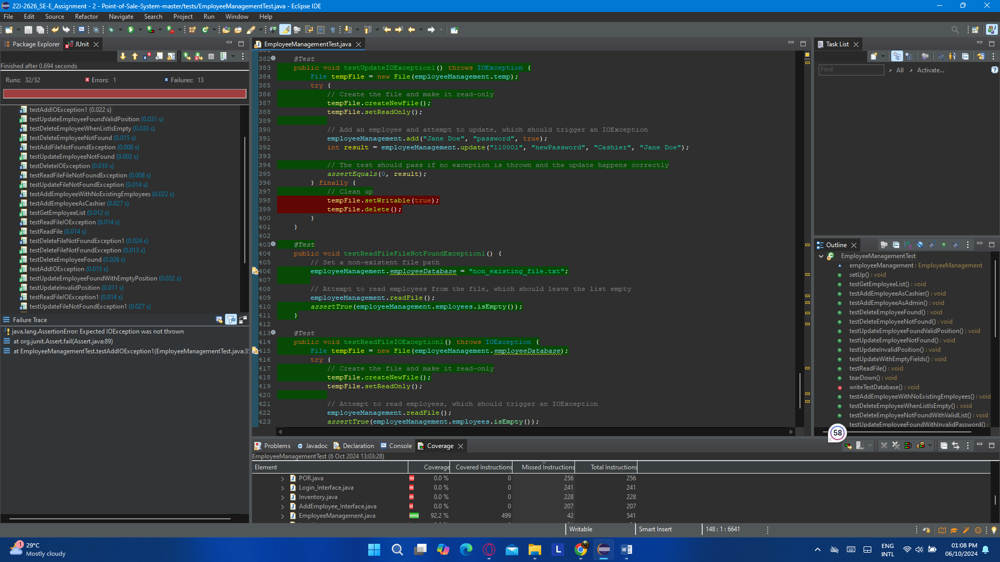 22I-2626_SE-E_Assignment - 2 - Point-of-Sale-System-master/tests/EmployeeManagementTest.java - Eclipse IDE
File Edit Source Refactor Navigate Search Project Run Window Help
Package Explorer JUnit
Finished after 0.694 seconds
Runs: 32/32 Errors: 1 Failures: 13
testAddIOException1 (0.022 s)
testUpdateEmployeeFoundValidPosition (0.031 s)
testDeleteEmployeeWhenListIsEmpty (0.033 s)
testDeleteEmployeeNotFound (0.015 s)
testAddFileNotFoundException (0.008 s)
testUpdateEmployeeNotFound (0.002 s)
testDeleteIOException (0.010 s)
testReadFileFileNotFoundException (0.008 s)
testUpdateFileNotFoundException (0.014 s)
testAddEmployeeWithNoExistingEmployees (0.022 s)
testAddEmployeeAsCashier (0.027 s)
testGetEmployeeList (0.012 s)
testReadFileIOException (0.014 s)
testReadFile (0.014 s)
testDeleteFileNotFoundException1 (0.024 s)
testDeleteFileNotFoundException (0.013 s)
testDeleteEmployeeFound (0.026 s)
testAddIOException (0.015 s)
testUpdateEmployeeFoundWithEmptyPosition (0.032 s)
testUpdateInvalidPosition (0.011 s)
testReadFileIOException1 (0.014 s)
testUpdateFileNotFoundException1 (0.027 s)
Failure Trace
java.lang.AssertionError: Expected IOException was not thrown
at org.junit.Assert.fail(Assert.java:89)
at EmployeeManagementTest.testAddIOException1(EmployeeManagementTest.java:35
EmployeeManagementTest.java
381
382 @Test
383 public void testUpdateIOException1() throws IOException {
384 File tempFile = new File(employeeManagement.temp);
385 try {
386 // Create the file and make it read-only
387 tempFile.createNewFile();
388 tempFile.setReadOnly();
389
390 // Add an employee and attempt to update, which should trigger an IOException
391 employeeManagement.add("Jane Doe", "password", true);
392 int result = employeeManagement.update("110001", "newPassword", "Cashier", "Jane Doe");
393
394 // The test should pass if no exception is thrown and the update happens correctly
395 assertEquals(0, result);
396 } finally {
397 // Clean up
398 tempFile.setWritable(true);
399 tempFile.delete();
400 }
401 }
402
403 @Test
404 public void testReadFileFileNotFoundException1() {
405 // Set a non-existent file path
406 employeeManagement.employeeDatabase = "non_existing_file.txt";
407
408 // Attempt to read employees from the file, which should leave the list empty
409 employeeManagement.readFile();
410 assertTrue(employeeManagement.employees.isEmpty());
411 }
412
413 @Test
414 public void testReadFileIOException1() throws IOException {
415 File tempFile = new File(employeeManagement.employeeDatabase);
416 try {
417 // Create the file and make it read-only
418 tempFile.createNewFile();
419 tempFile.setReadOnly();
420
421 // Attempt to read employees, which should trigger an IOException
422 employeeManagement.readFile();
423 assertTrue(employeeManagement.employees.isEmpty());
Task List
Find All Activate...
Outline
EmployeeManagementTest
employeeManagement : EmployeeManagement
setUp() : void
testGetEmployeeList() : void
testAddEmployeeAsCashier() : void
testAddEmployeeAsAdmin() : void
testDeleteEmployeeFound() : void
testDeleteEmployeeNotFound() : void
testUpdateEmployeeFoundValidPosition() : void
testUpdateEmployeeNotFound() : void
testUpdateInvalidPosition() : void
testUpdateWithEmptyFields() : void
testReadFile() : void
tearDown() : void
writeTestDatabase() : void
testAddEmployeeWithNoExistingEmployees() : void
testDeleteEmployeeWhenListIsEmpty() : void
testDeleteEmployeeNotFoundWithValidList() : void
testUpdateEmployeeFoundWithInvalidPassword() :
58
Problems Javadoc Declaration Console Coverage
EmployeeManagementTest (6 Oct 2024 13:03:28)
Element Coverage Covered Instructions Missed Instructions Total Instructions
POR.java 0.0 % 0 256 256
Login_Interface.java 0.0 % 0 241 241
Inventory.java 0.0 % 0 228 228
AddEmployee_Interface.java 0.0 % 0 207 207
EmployeeManagement.java 92.2 % 499 42 541
Writable Smart Insert 148 : 1 : 6641
1
29°C
Mostly cloudy
L
W
ENG
INTL
01:08 PM
06/10/2024